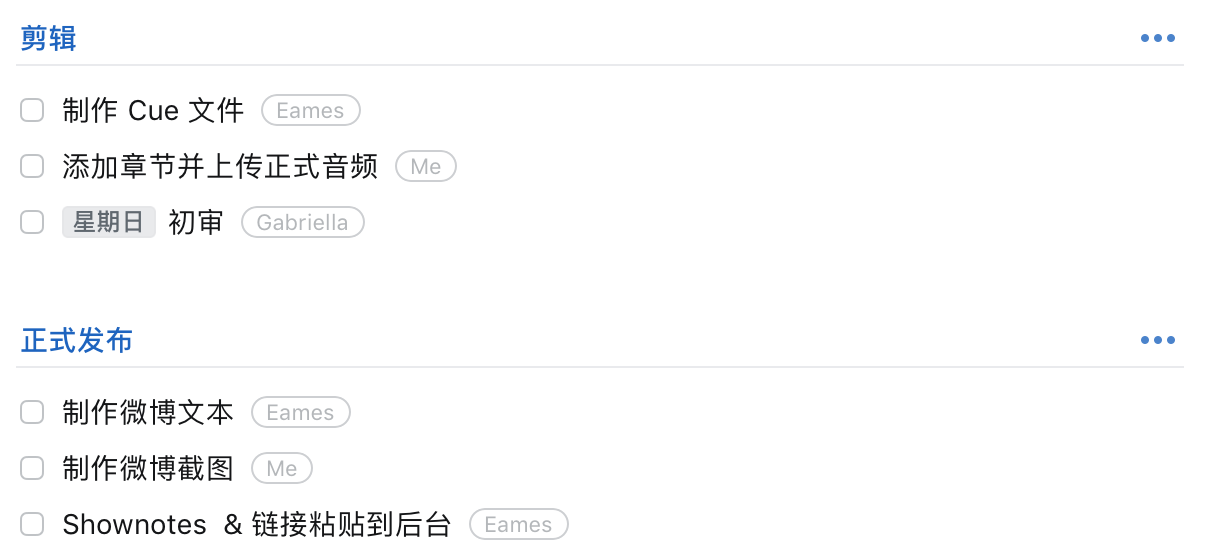 剪辑
制作 Cue 文件 Eames
添加章节并上传正式音频 Me
星期日 初审 Gabriella
正式发布
制作微博文本 Eames
制作微博截图 Me
Shownotes & 链接粘贴到后台 Eames